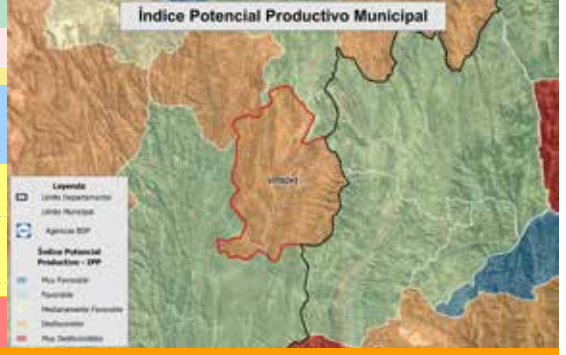 Índice Potencial Productivo Municipal
Leyenda
Límite Departamental
Límite Municipal
Agencias BDP
Índice Potencial
Productivo - IPP
Muy Favorable
Favorable
Medianamente Favorable
Desfavorable
Muy Desfavorable